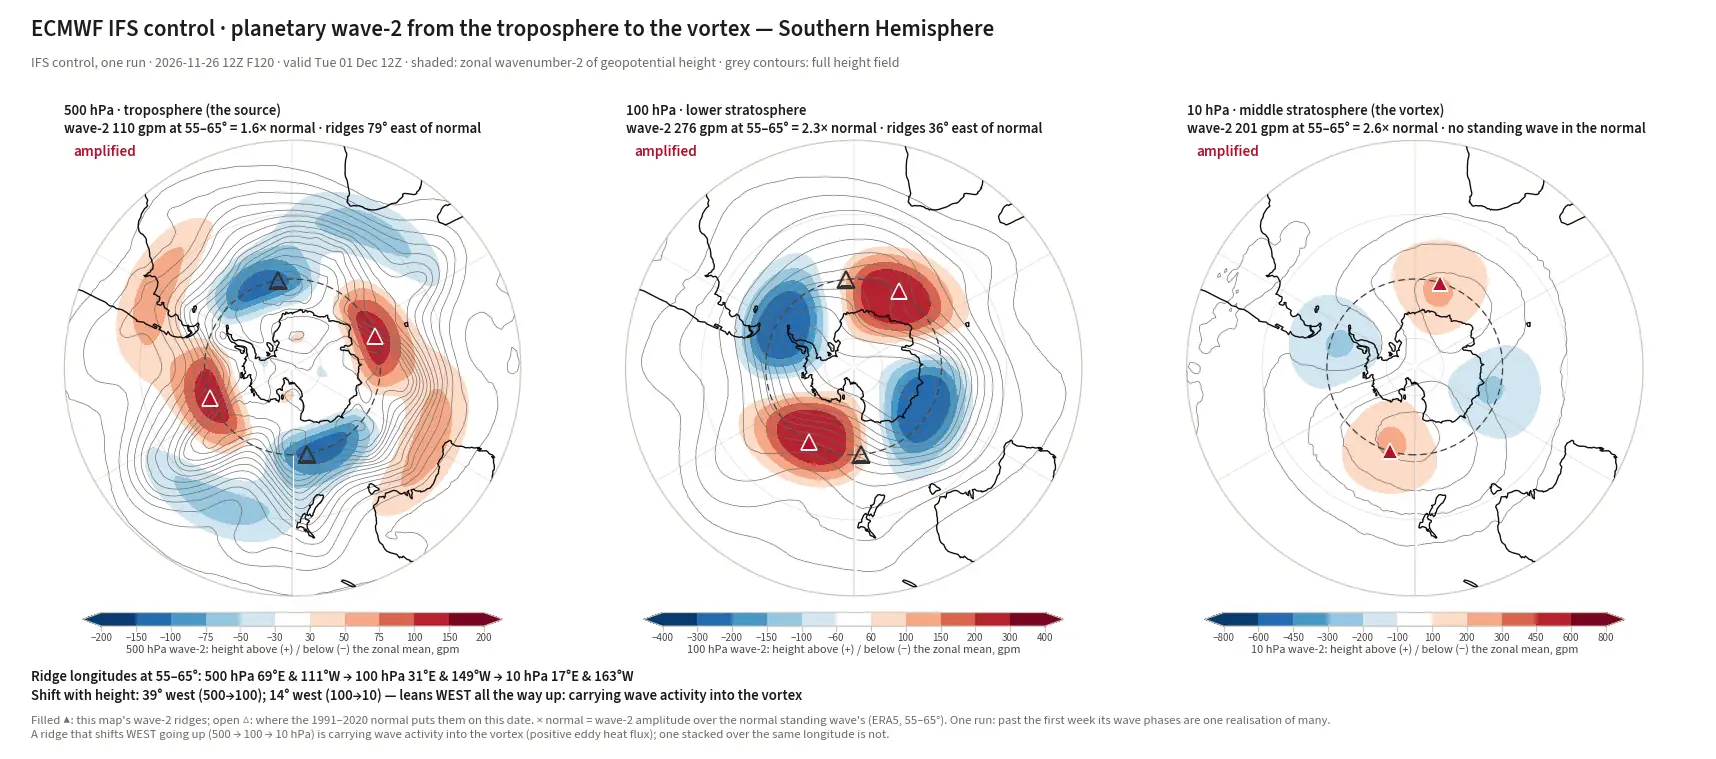 ECMWF IFS control · planetary wave-2 from the troposphere to the vortex — Southern Hemisphere
IFS control, one run · 2026-11-26 12Z F120 · valid Tue 01 Dec 12Z · shaded: zonal wavenumber-2 of geopotential height · grey contours: full height field
500 hPa · troposphere (the source)
wave-2 110 gpm at 55–65° = 1.6× normal · ridges 79° east of normal
amplified
100 hPa · lower stratosphere
wave-2 276 gpm at 55–65° = 2.3× normal · ridges 36° east of normal
amplified
10 hPa · middle stratosphere (the vortex)
wave-2 201 gpm at 55–65° = 2.6× normal · no standing wave in the normal
amplified
−200 −150 −100 −75 −50 −30 30 50 75 100 150 200
500 hPa wave-2: height above (+) / below (−) the zonal mean, gpm
−400 −300 −200 −150 −100 −60 60 100 150 200 300 400
100 hPa wave-2: height above (+) / below (−) the zonal mean, gpm
−800 −600 −450 −300 −200 −100 100 200 300 450 600 800
10 hPa wave-2: height above (+) / below (−) the zonal mean, gpm
Ridge longitudes at 55–65°: 500 hPa 69°E & 111°W → 100 hPa 31°E & 149°W → 10 hPa 17°E & 163°W
Shift with height: 39° west (500→100); 14° west (100→10) — leans WEST all the way up: carrying wave activity into the vortex
Filled ▲: this map's wave-2 ridges; open △: where the 1991–2020 normal puts them on this date. × normal = wave-2 amplitude over the normal standing wave's (ERA5, 55–65°). One run: past the first week its wave phases are one realisation of many.
A ridge that shifts WEST going up (500 → 100 → 10 hPa) is carrying wave activity into the vortex (positive eddy heat flux); one stacked over the same longitude is not.